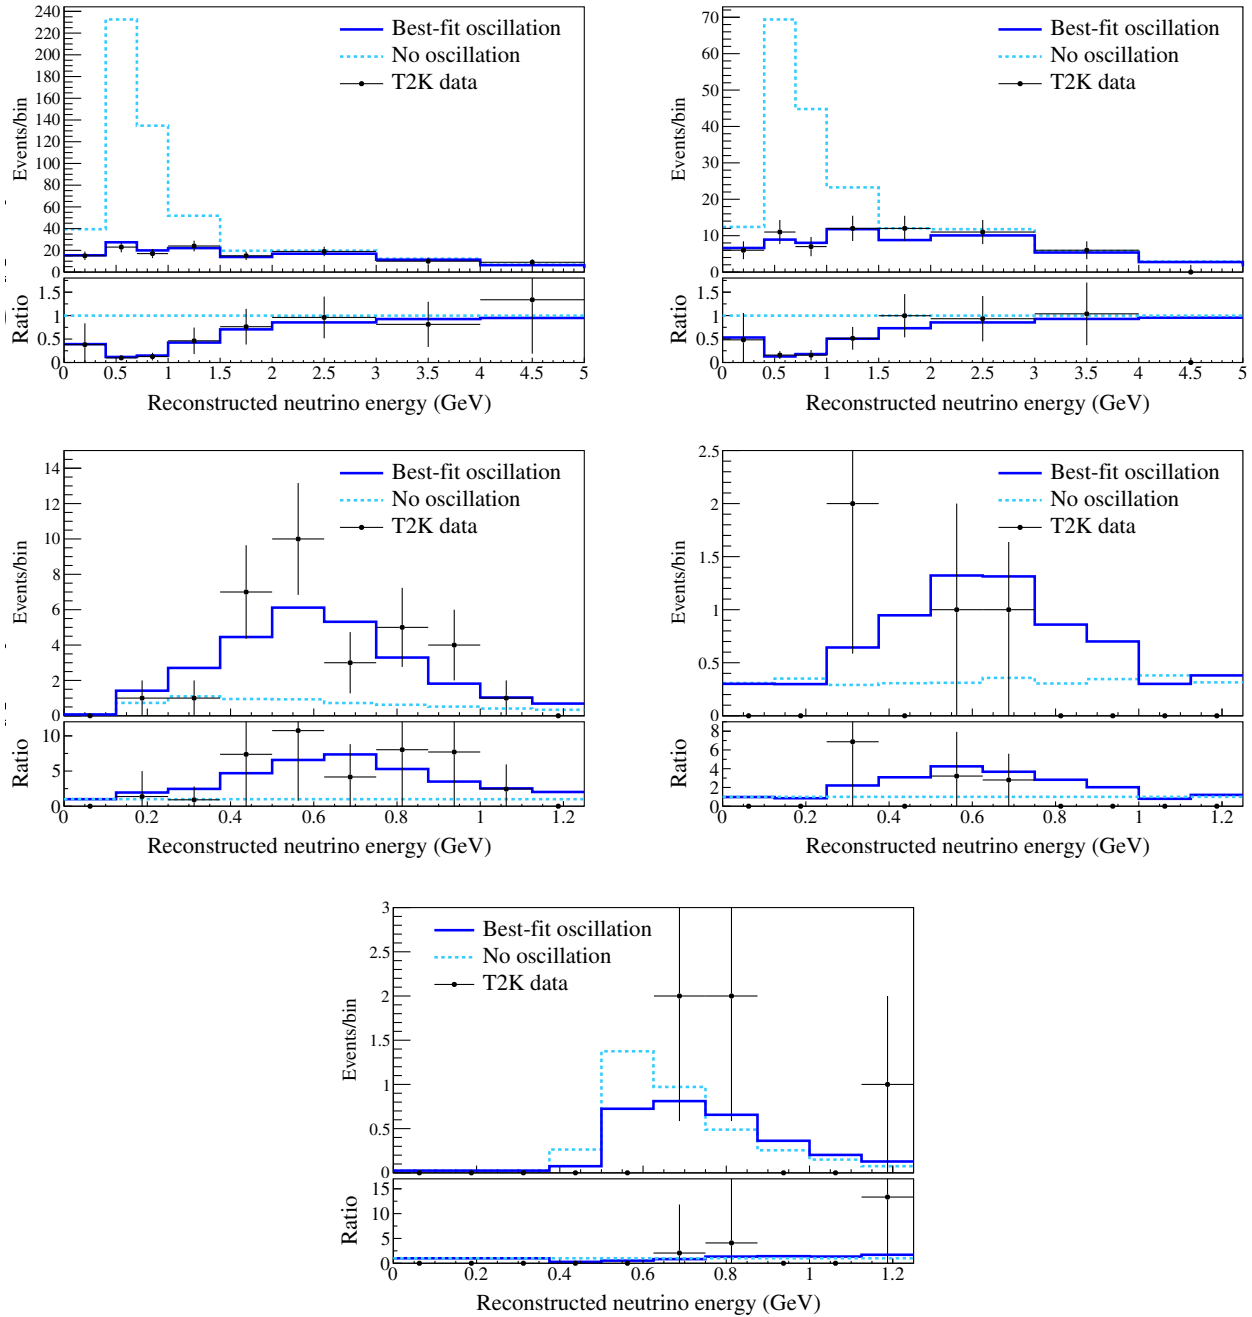 240
220
200
180
160
140
120
100
80
60
40
20
0
Events/bin
Best-fit oscillation
No oscillation
T2K data
1.5
1
0.5
0
Ratio
0 0.5 1 1.5 2 2.5 3 3.5 4 4.5 5
Reconstructed neutrino energy (GeV)
70
60
50
40
30
20
10
0
Events/bin
Best-fit oscillation
No oscillation
T2K data
1.5
1
0.5
0
Ratio
0 0.5 1 1.5 2 2.5 3 3.5 4 4.5 5
Reconstructed neutrino energy (GeV)
14
12
10
8
6
4
2
0
Events/bin
Best-fit oscillation
No oscillation
T2K data
10
5
0
Ratio
0 0.2 0.4 0.6 0.8 1 1.2
Reconstructed neutrino energy (GeV)
2.5
2
1.5
1
0.5
0
Events/bin
Best-fit oscillation
No oscillation
T2K data
8
6
4
2
0
Ratio
0 0.2 0.4 0.6 0.8 1 1.2
Reconstructed neutrino energy (GeV)
3
2.5
2
1.5
1
0.5
0
Events/bin
Best-fit oscillation
No oscillation
T2K data
15
10
5
0
Ratio
0 0.2 0.4 0.6 0.8 1 1.2
Reconstructed neutrino energy (GeV)